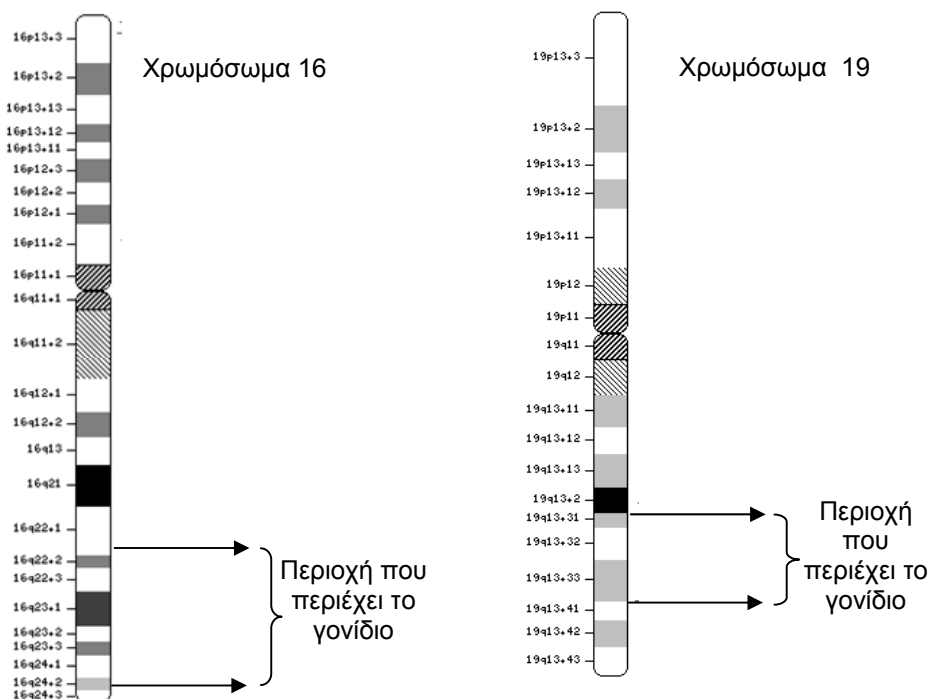 Χρωμόσωμα 16
16p13+3
16p13+2
16p13+13
16p13+12
16p13+11
16p12+3
16p12+2
16p12+1
16p11+2
16p11+1
16q11+1
16q11+2
16q12+1
16q12+2
16q13
16q21
16q22+1
16q22+2
16q22+3
16q23+1
16q23+2
16q23+3
16q24+1
16q24+2
16q24+3
Περιοχή που
περιέχει το
γονίδιο
Χρωμόσωμα 19
19p13+3
19p13+2
19p13+13
19p13+12
19p13+11
19p12
19p11
19q11
19q12
19q13+11
19q13+12
19q13+13
19q13+2
19q13+31
19q13+32
19q13+33
19q13+41
19q13+42
19q13+43
Περιοχή
που
περιέχει το
γονίδιο